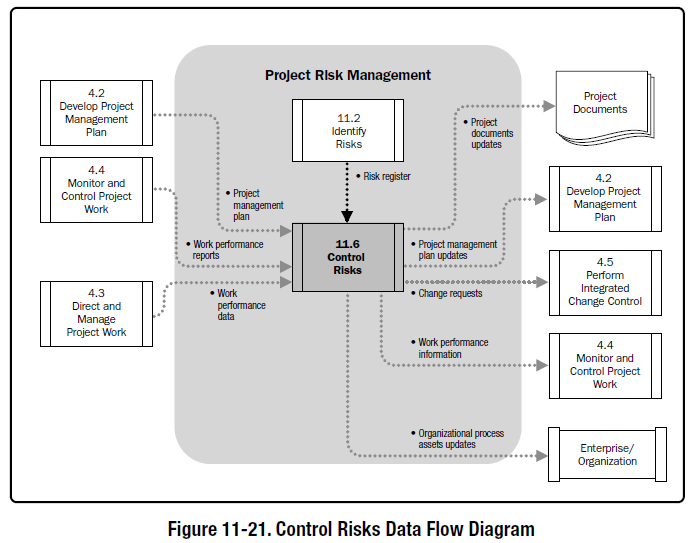 Project Risk Management
4.2
Develop Project
Management
Plan
4.4
Monitor and
Control Project
Work
4.3
Direct and
Manage
Project Work
11.2
Identify
Risks
• Risk register
• Project
management
plan
• Work performance
reports
• Work
performance
data
11.6
Control
Risks
• Project
documents
updates
• Project management
plan updates
• Change requests
• Work performance
information
• Organizational process
assets updates
Project
Documents
4.2
Develop Project
Management
Plan
4.5
Perform
Integrated
Change Control
4.4
Monitor and
Control Project
Work
Enterprise/
Organization
Figure 11-21. Control Risks Data Flow Diagram